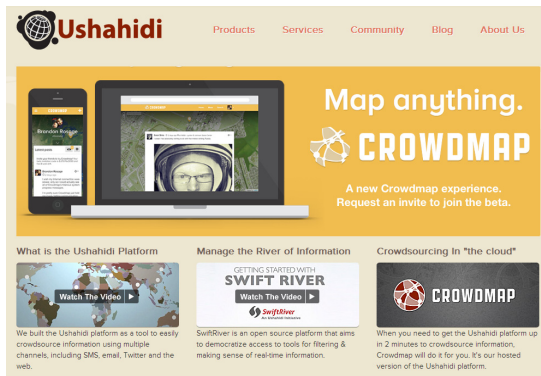 Ushahidi
Products Services Community Blog About Us
Map anything.
CROWDMAP
A new Crowdmap experience.
Request an invite to join the beta.
What is the Ushahidi Platform
Watch The Video
We built the Ushahidi platform as a tool to easily
crowdsource information using multiple
channels, including SMS, email, Twitter and the
web.
Manage the River of Information
GETTING STARTED WITH
SWIFT RIVER
Watch The Video
SwiftRiver
An Ushahidi Initiative
SwiftRiver is an open source platform that aims
to democratize access to tools for filtering &
making sense of real-time information.
Crowdsourcing In "the cloud"
CROWDMAP
When you need to get the Ushahidi platform up
in 2 minutes to crowdsource information,
Crowdmap will do it for you. It's our hosted
version of the Ushahidi platform.